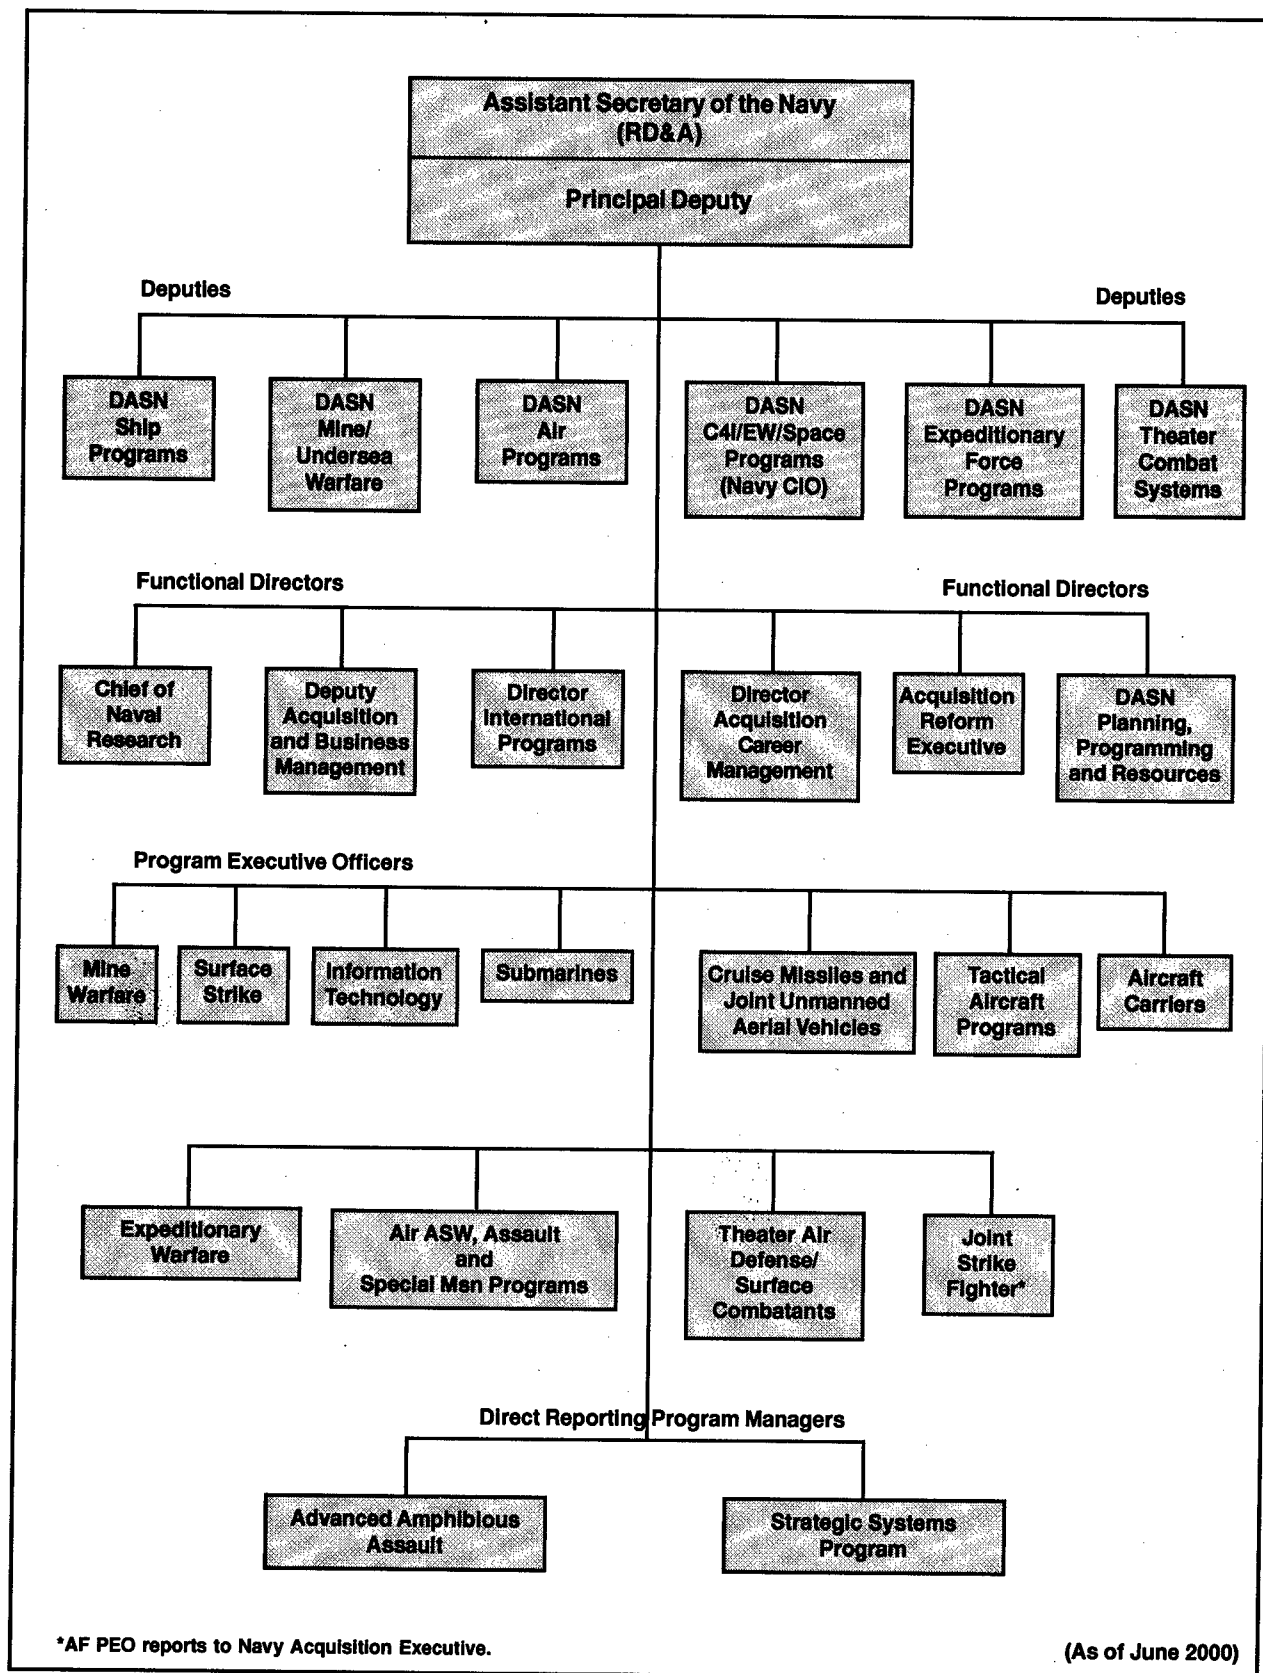 Assistant Secretary of the Navy
(RD&A)
Principal Deputy
Deputies
Deputies
DASN
Ship
Programs
DASN
Mine/
Undersea
Warfare
DASN
Air
Programs
DASN
C4I/EW/Space
Programs
(Navy CIO)
DASN
Expeditionary
Force
Programs
DASN
Theater
Combat
Systems
Functional Directors
Functional Directors
Chief of
Naval
Research
Deputy
Acquisition
and Business
Management
Director
International
Programs
Director
Acquisition
Career
Management
Acquisition
Reform
Executive
DASN
Planning,
Programming
and Resources
Program Executive Officers
Mine
Warfare
Surface
Strike
Information
Technology
Submarines
Cruise Missiles and
Joint Unmanned
Aerial Vehicles
Tactical
Aircraft
Programs
Aircraft
Carriers
Expeditionary
Warfare
Air ASW, Assault
and
Special Msn Programs
Theater Air
Defense/
Surface
Combatants
Joint
Strike
Fighter*
Direct Reporting Program Managers
Advanced Amphibious
Assault
Strategic Systems
Program
*AF PEO reports to Navy Acquisition Executive.
(As of June 2000)